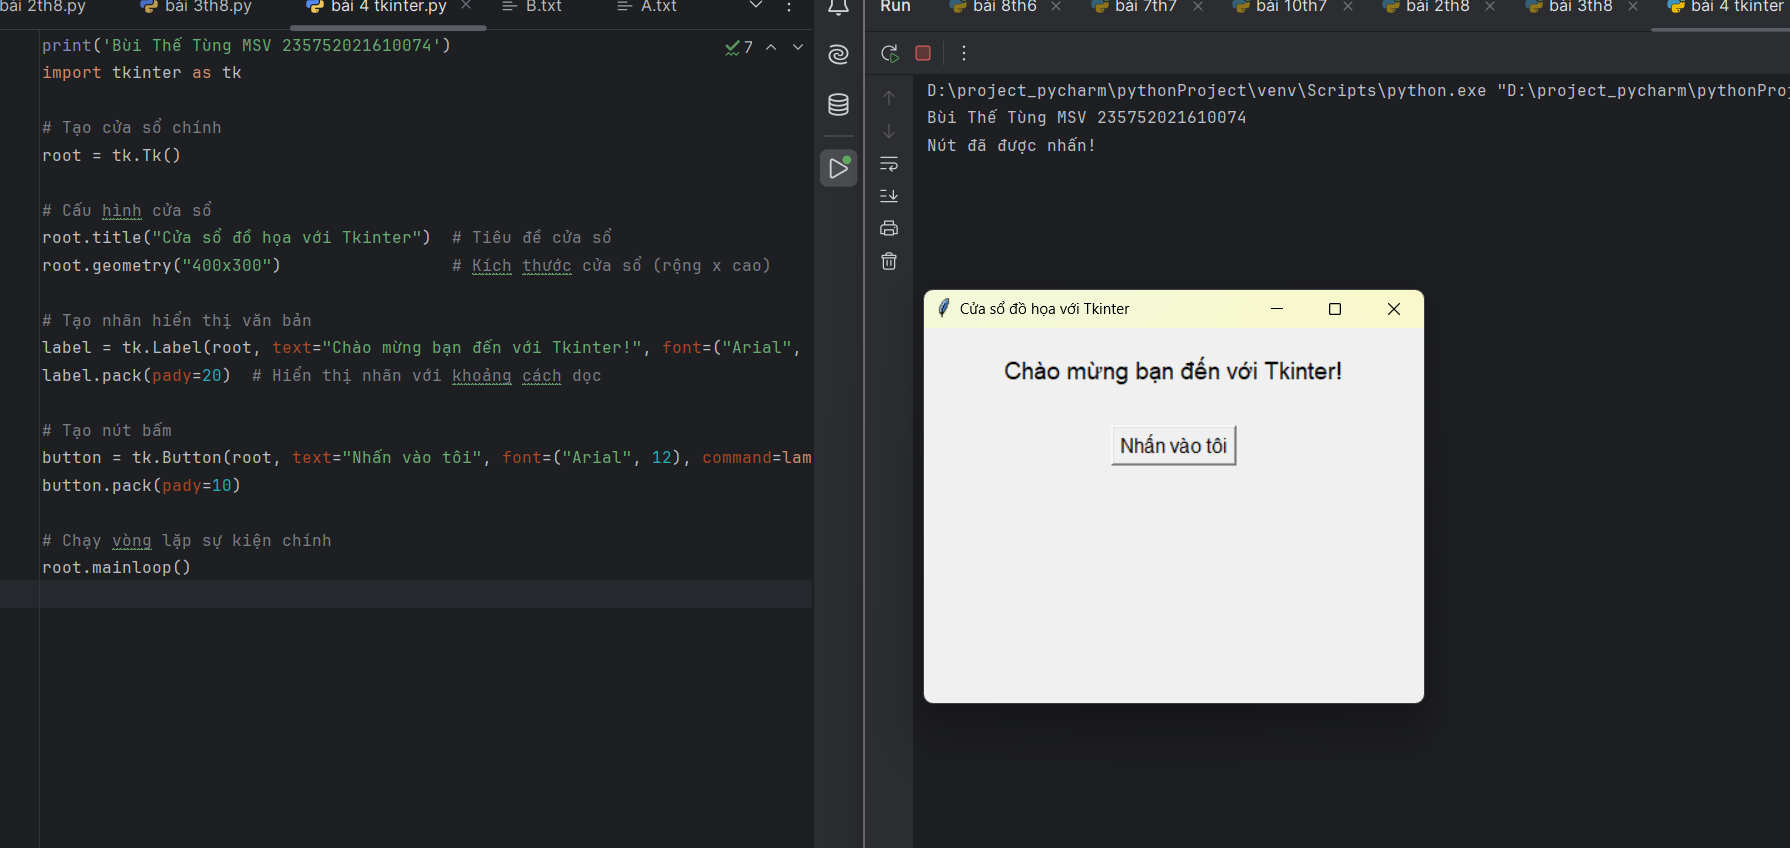 bài 2th8.py
bài 3th8.py
bài 4 tkinter.py
B.txt
A.txt
print('Bùi Thế Tùng MSV 235752021610074')
7
import tkinter as tk
# Tạo cửa sổ chính
root = tk.Tk()
# Cấu hình cửa sổ
root.title("Cửa sổ đồ họa với Tkinter")  # Tiêu đề cửa sổ
root.geometry("400x300")                 # Kích thước cửa sổ (rộng x cao)
# Tạo nhãn hiển thị văn bản
label = tk.Label(root, text="Chào mừng bạn đến với Tkinter!", font=("Arial",
label.pack(pady=20)  # Hiển thị nhãn với khoảng cách dọc
# Tạo nút bấm
button = tk.Button(root, text="Nhấn vào tôi", font=("Arial", 12), command=lam
button.pack(pady=10)
# Chạy vòng lặp sự kiện chính
root.mainloop()
Run
bài 8th6
bài 7th7
bài 10th7
bài 2th8
bài 3th8
bài 4 tkinter
D:\project_pycharm\pythonProject\venv\Scripts\python.exe "D:\project_pycharm\pythonProj
Bùi Thế Tùng MSV 235752021610074
Nút đã được nhấn!
Cửa sổ đồ họa với Tkinter
Chào mừng bạn đến với Tkinter!
Nhấn vào tôi